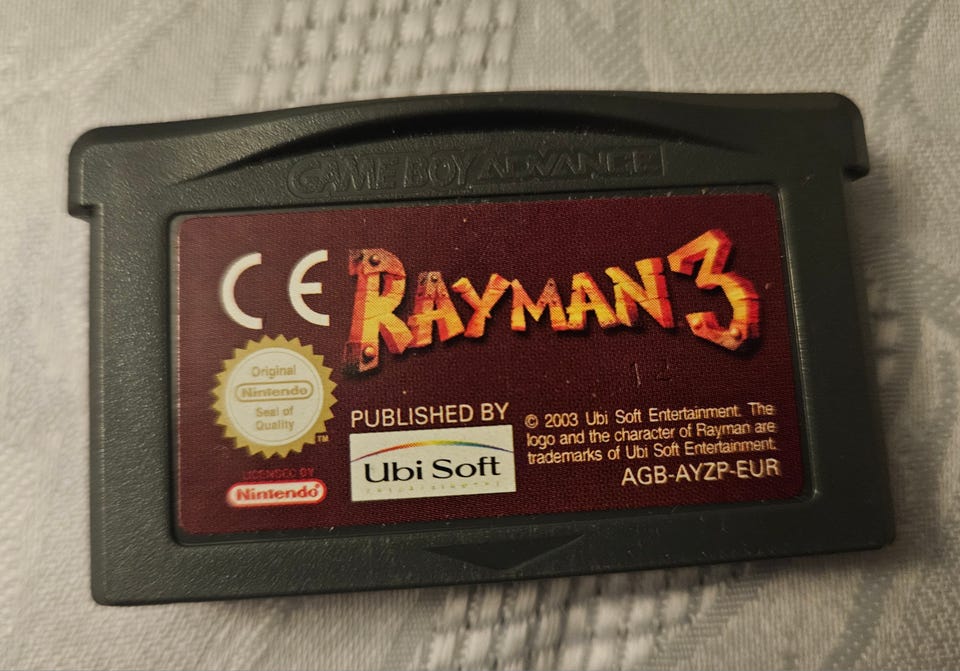 GAME BOY ADVANCE
CE
RAYMAN 3
Original
Nintendo
Seal of
Quality
TM
LICENSED BY
Nintendo®
PUBLISHED BY
Ubi Soft
ENTERTAINMENT
12
© 2003 Ubi Soft Entertainment. The
logo and the character of Rayman are
trademarks of Ubi Soft Entertainment.
AGB-AYZP-EUR